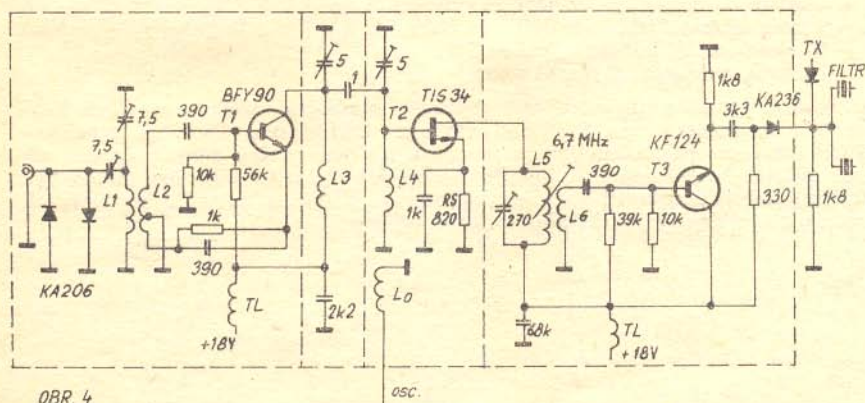 7,5
7,5
390
T1
BFY90
L1
L2
10k
56k
1k
390
KA206
TL
+18V
5
1
L3
2k2
5
T2
TIS34
L4
1k
RS
820
Lo
OSC.
6,7 MHz
L5
270
L6
390
T3
KF124
39k
10k
68k
TL
+18V
1k8
3k3
KA236
330
TX
FILTR
1k8
OBR. 4